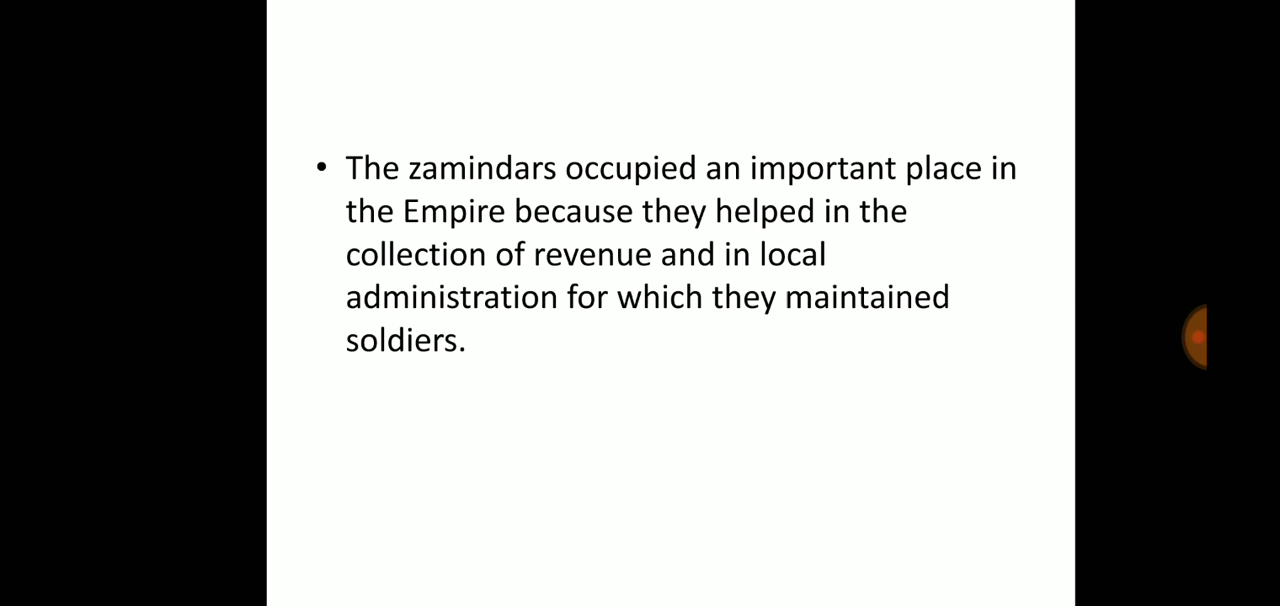 • The zamindars occupied an important place in
the Empire because they helped in the
collection of revenue and in local
administration for which they maintained
soldiers.